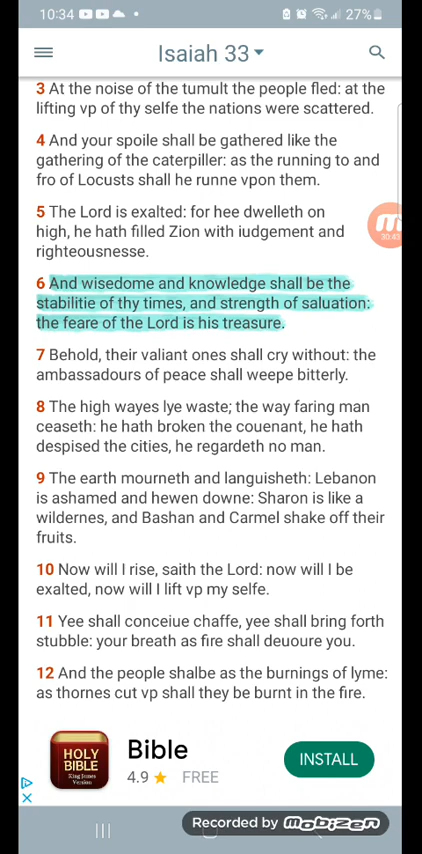 10:34
27%
Isaiah 33
3 At the noise of the tumult the people fled: at the
lifting vp of thy selfe the nations were scattered.
4 And your spoile shall be gathered like the
gathering of the caterpiller: as the running to and
fro of Locusts shall he runne vpon them.
5 The Lord is exalted: for hee dwelleth on
high, he hath filled Zion with iudgement and
righteousnesse.
30:45
6 And wisedome and knowledge shall be the
stabilitie of thy times, and strength of saluation:
the feare of the Lord is his treasure.
7 Behold, their valiant ones shall cry without: the
ambassadours of peace shall weepe bitterly.
8 The high wayes lye waste; the way faring man
ceaseth: he hath broken the couenant, he hath
despised the cities, he regardeth no man.
9 The earth mourneth and languisheth: Lebanon
is ashamed and hewen downe: Sharon is like a
wildernes, and Bashan and Carmel shake off their
fruits.
10 Now will I rise, saith the Lord: now will I be
exalted, now will I lift vp my selfe.
11 Yee shall conceiue chaffe, yee shall bring forth
stubble: your breath as fire shall deuoure you.
12 And the people shalbe as the burnings of lyme:
as thornes cut vp shall they be burnt in the fire.
HOLY
BIBLE
King James
Version
Bible
4.9 FREE
INSTALL
Recorded by mobizen